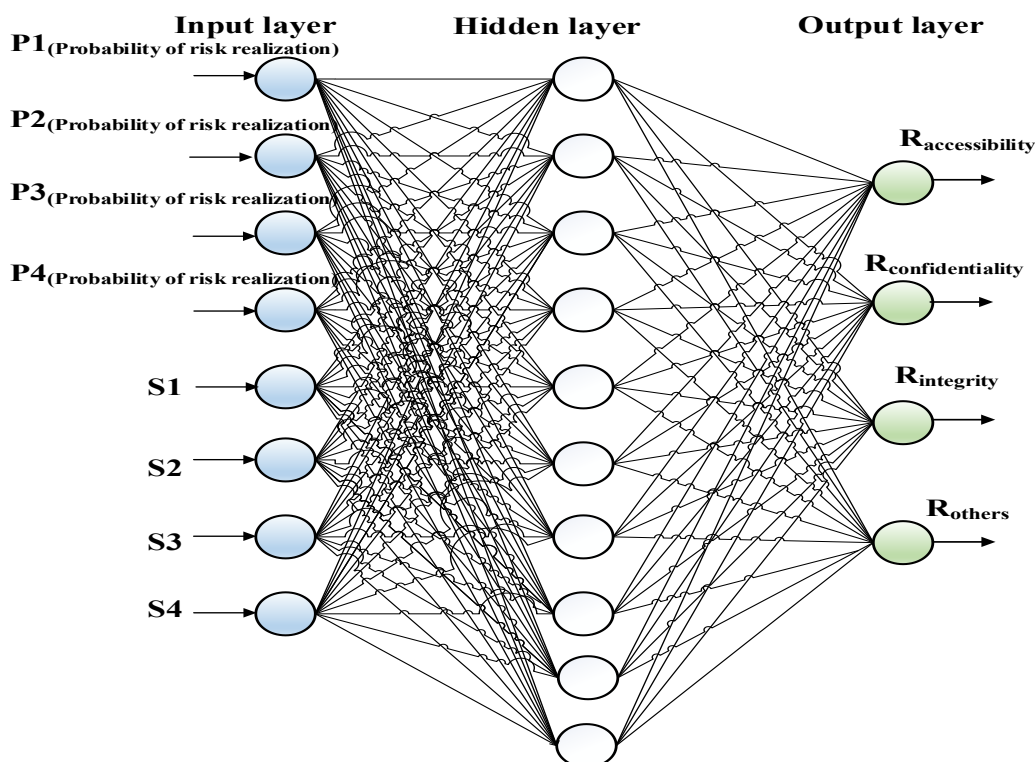 Input layer
Hidden layer
Output layer
P1(Probability of risk realization)
P2(Probability of risk realization
P3(Probability of risk realization)
P4(Probability of risk realization)
S1
S2
S3
S4
Raccessibility
Rconfidentiality
Rintegrity
Rothers